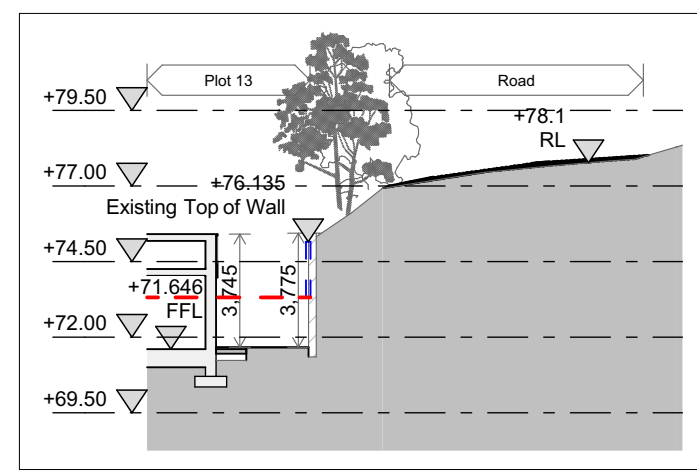 Plot 13
Road
+79.50
+78.1
RL
+77.00
+76.135
Existing Top of Wall
+74.50
+71.646
FFL
3,745
3,775
+72.00
+69.50